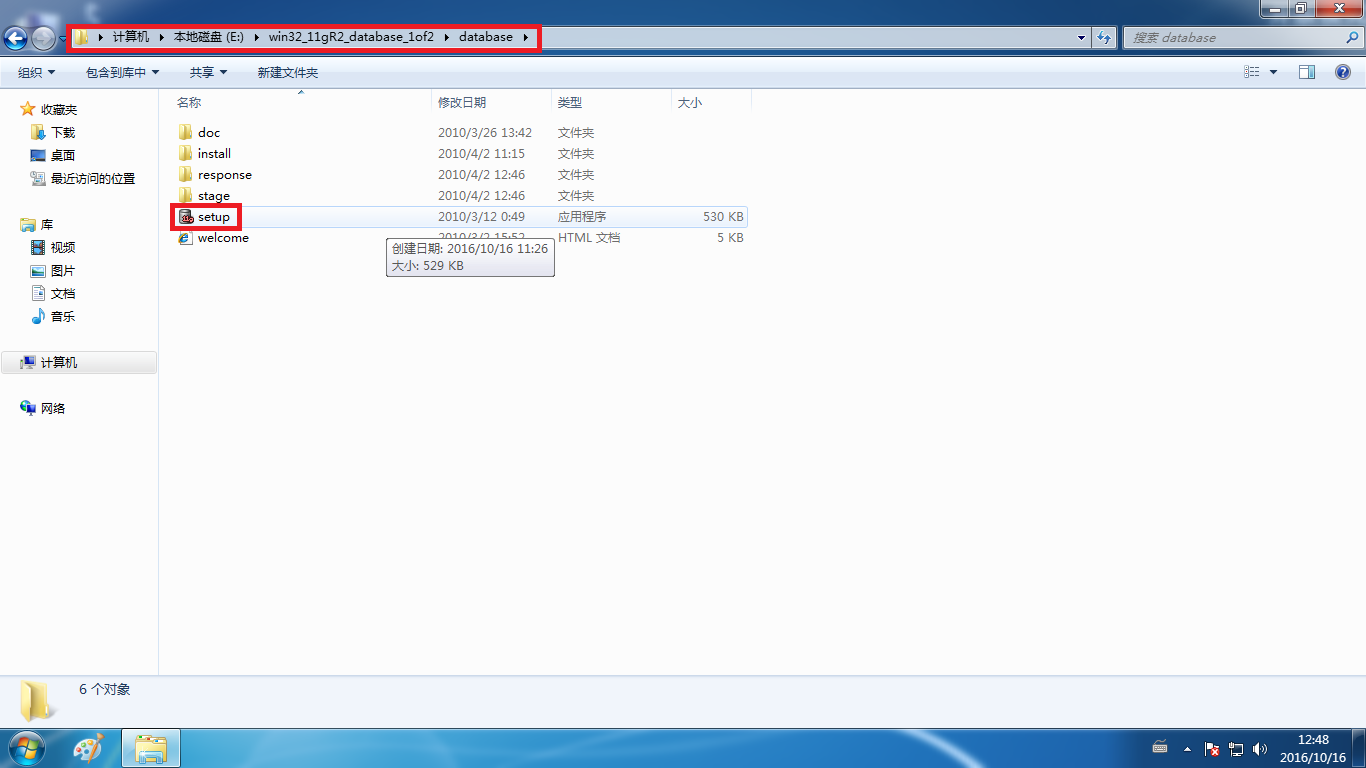 计算机 本地磁盘 (E:) win32_11gR2_database_1of2 database 搜索 database
组织 包含到库中 共享 新建文件夹
收藏夹
下载
桌面
最近访问的位置
库
视频
图片
文档
音乐
计算机
网络
名称 修改日期 类型 大小
doc 2010/3/26 13:42 文件夹
install 2010/4/2 11:15 文件夹
response 2010/4/2 12:46 文件夹
stage 2010/4/2 12:46 文件夹
setup 2010/3/12 0:49 应用程序 530 KB
welcome 2010/3/2 15:52 HTML 文档 5 KB
创建日期: 2016/10/16 11:26
大小: 529 KB
6 个对象
12:48
2016/10/16